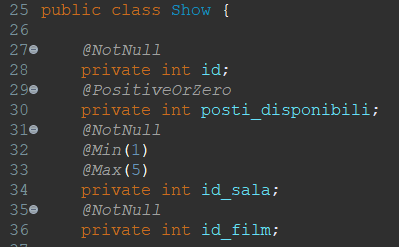 25 public class Show {
26
27 @NotNull
28 private int id;
29 @PositiveOrZero
30 private int posti_disponibili;
31 @NotNull
32 @Min(1)
33 @Max(5)
34 private int id_sala;
35 @NotNull
36 private int id_film;